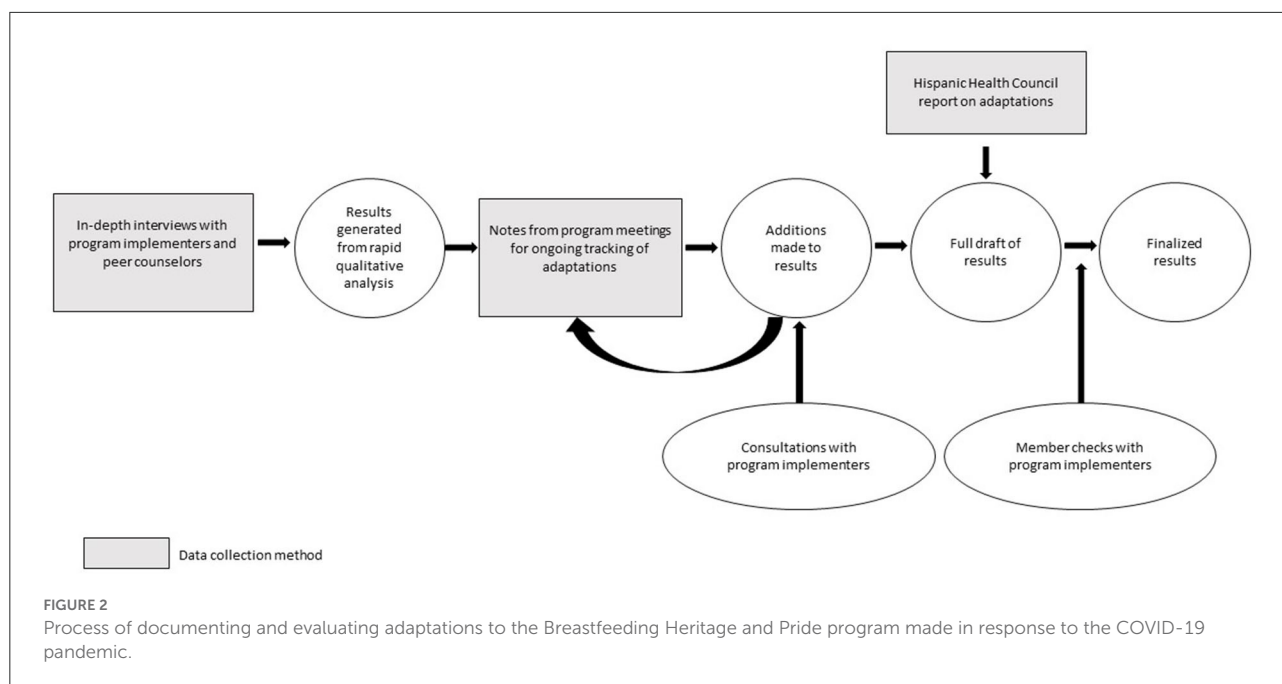 Hispanic Health Council
report on adaptations
In-depth interviews with
program implementers and
peer counselors
Results
generated
from rapid
qualitative
analysis
Notes from program meetings
for ongoing tracking of
adaptations
Additions
made to
results
Full draft of
results
Finalized
results
Consultations with
program implementers
Member checks with
program implementers
Data collection method
FIGURE 2
Process of documenting and evaluating adaptations to the Breastfeeding Heritage and Pride program made in response to the COVID-19
pandemic.